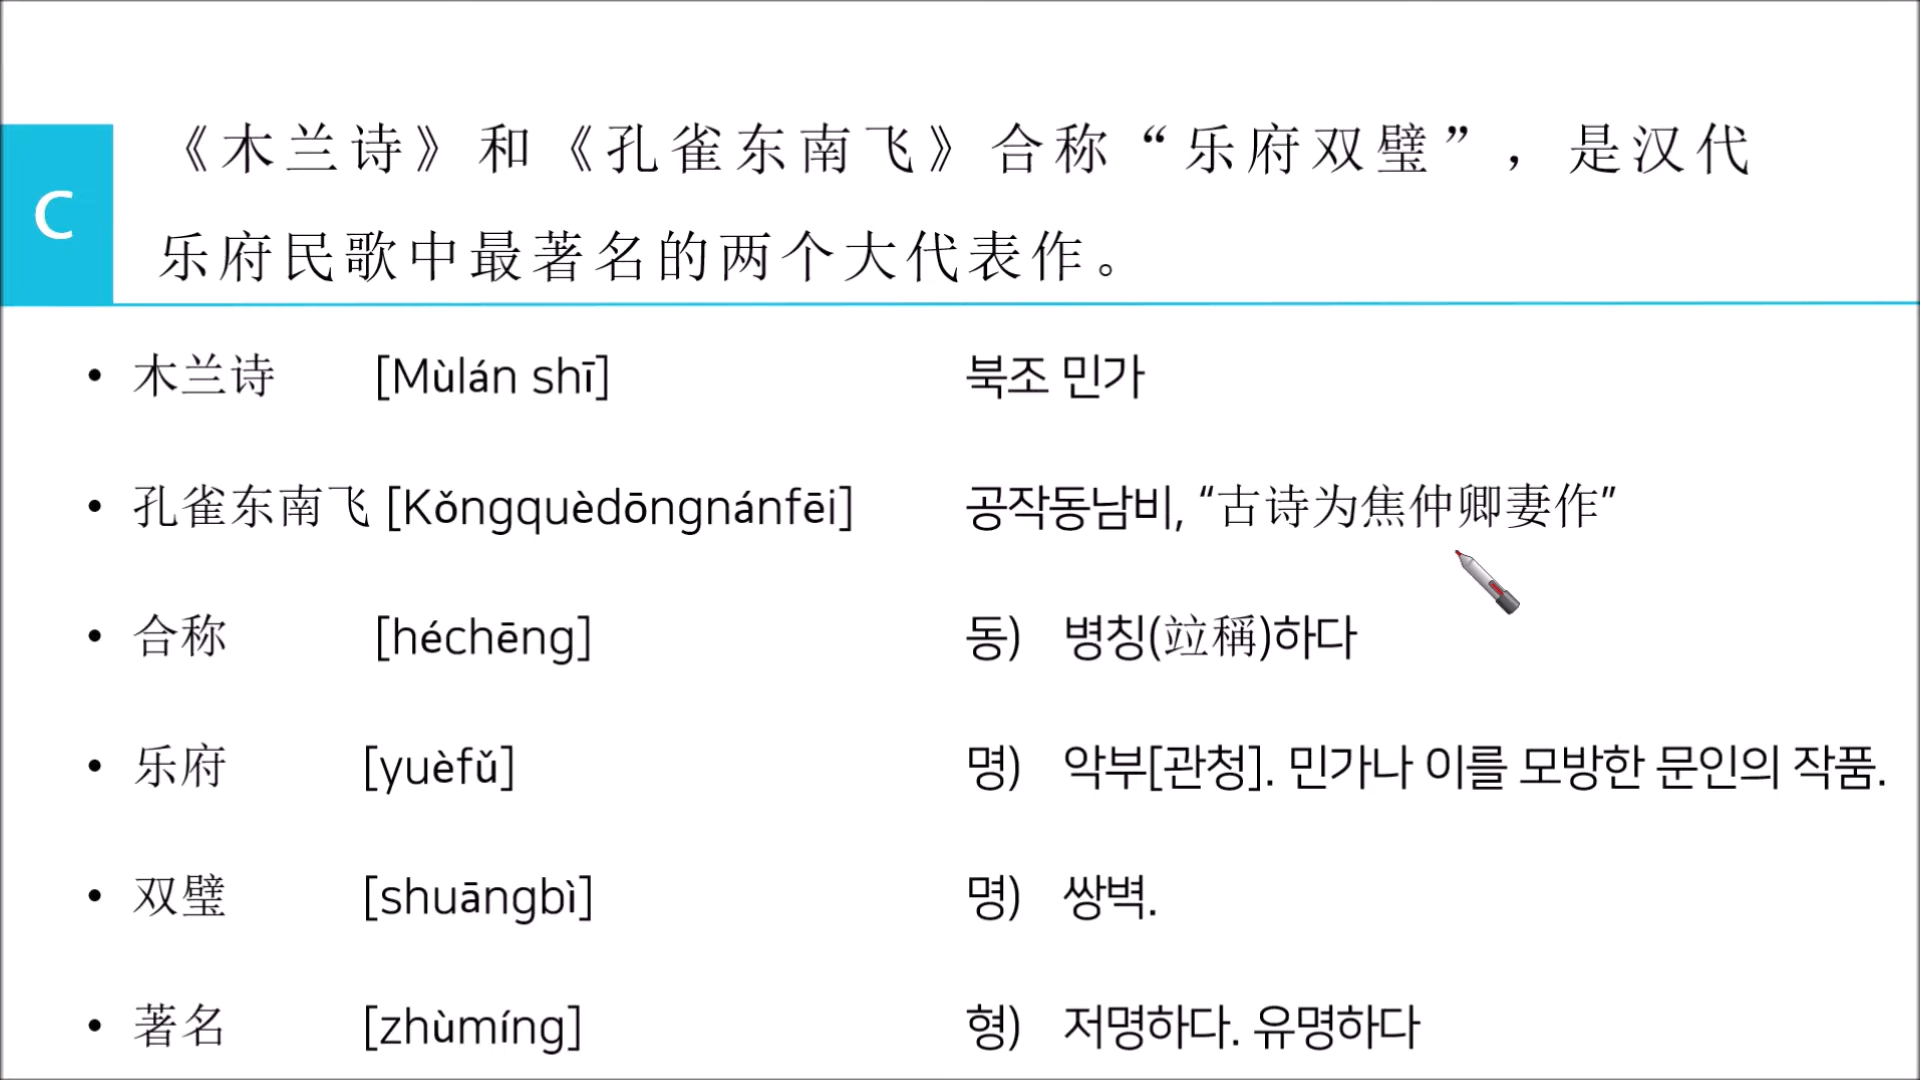 《木兰诗》和《孔雀东南飞》合称“乐府双璧”，是汉代
C
乐府民歌中最著名的两个大代表作。
• 木兰诗 [Mùlán shī] 북조 민가
• 孔雀东南飞 [Kǒngquèdōngnánfēi] 공작동남비, “古诗为焦仲卿妻作”
• 合称 [héchēng] 동) 병칭(竝稱)하다
• 乐府 [yuèfǔ] 명) 악부[관청]. 민가나 이를 모방한 문인의 작품.
• 双璧 [shuāngbì] 명) 쌍벽.
• 著名 [zhùmíng] 형) 저명하다. 유명하다